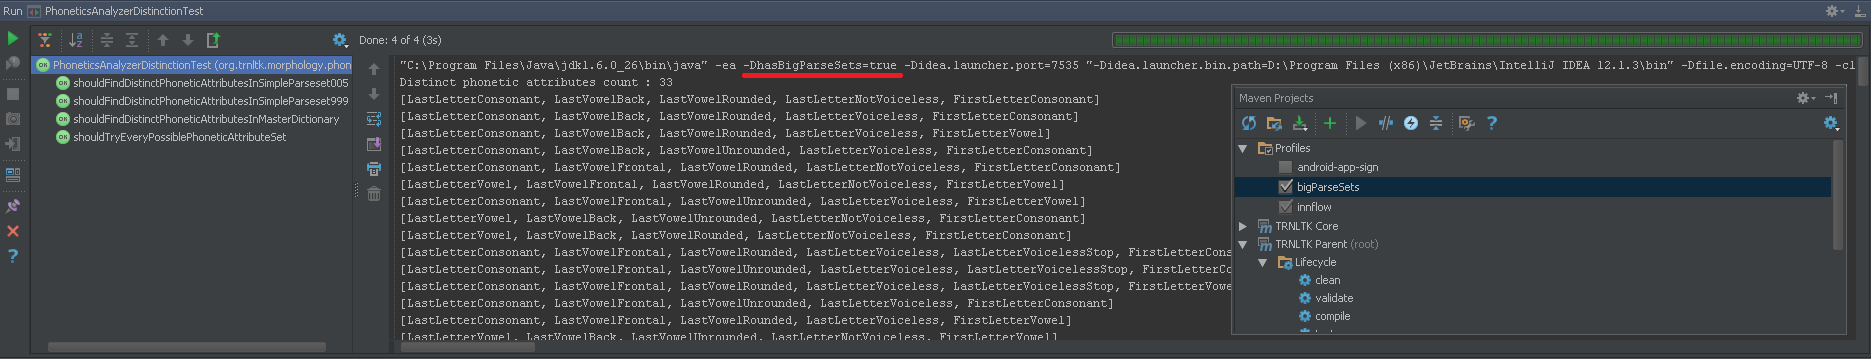 Run PhoneticsAnalyzerDistinctionTest
Done: 4 of 4 (3s)
PhoneticsAnalyzerDistinctionTest (org.trnltk.morphology.phon
shouldFindDistinctPhoneticAttributesInSimpleParseset005
shouldFindDistinctPhoneticAttributesInSimpleParseset999
shouldFindDistinctPhoneticAttributesInMasterDictionary
shouldTryEveryPossiblePhoneticAttributeSet
"C:\Program Files\Java\jdk1.6.0_26\bin\java" -ea -DhasBigParseSets=true -Didea.launcher.port=7535 "-Didea.launcher.bin.path=D:\Program Files (x86)\JetBrains\IntelliJ IDEA 12.1.3\bin" -Dfile.encoding=UTF-8 -cl
Distinct phonetic attributes count : 33
[LastLetterConsonant, LastVowelBack, LastVowelRounded, LastLetterNotVoiceless, FirstLetterConsonant]
[LastLetterConsonant, LastVowelBack, LastVowelRounded, LastLetterVoiceless, FirstLetterConsonant]
[LastLetterConsonant, LastVowelBack, LastVowelRounded, LastLetterVoiceless, FirstLetterVowel]
[LastLetterConsonant, LastVowelBack, LastVowelUnrounded, LastLetterVoiceless, FirstLetterConsonant]
[LastLetterConsonant, LastVowelFrontal, LastVowelRounded, LastLetterNotVoiceless, FirstLetterConsonant]
[LastLetterVowel, LastVowelFrontal, LastVowelRounded, LastLetterNotVoiceless, FirstLetterVowel]
[LastLetterConsonant, LastVowelFrontal, LastVowelUnrounded, LastLetterVoiceless, FirstLetterVowel]
[LastLetterVowel, LastVowelBack, LastVowelUnrounded, LastLetterNotVoiceless, FirstLetterConsonant]
[LastLetterVowel, LastVowelBack, LastVowelRounded, LastLetterNotVoiceless, FirstLetterConsonant]
[LastLetterConsonant, LastVowelFrontal, LastVowelRounded, LastLetterVoiceless, LastLetterVoicelessStop, FirstLetterCons
[LastLetterConsonant, LastVowelFrontal, LastVowelUnrounded, LastLetterVoiceless, LastLetterVoicelessStop, FirstLetterCo
[LastLetterConsonant, LastVowelFrontal, LastVowelRounded, LastLetterVoiceless, LastLetterVoicelessStop, FirstLetterVowe
[LastLetterConsonant, LastVowelFrontal, LastVowelUnrounded, LastLetterVoiceless, FirstLetterConsonant]
[LastLetterConsonant, LastVowelFrontal, LastVowelRounded, LastLetterVoiceless, FirstLetterVowel]
[LastLetterVowel, LastVowelBack, LastVowelUnrounded, LastLetterNotVoiceless, FirstLetterVowel]
Maven Projects
Profiles
android-app-sign
bigParseSets
innflow
TRNLTK Core
TRNLTK Parent (root)
Lifecycle
clean
validate
compile